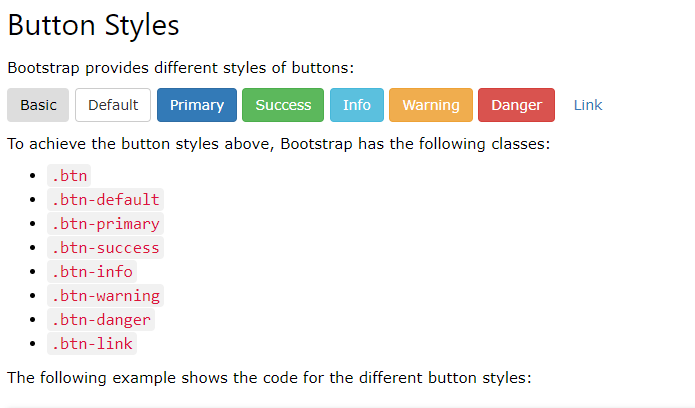 Button Styles
Bootstrap provides different styles of buttons:
Basic Default Primary Success Info Warning Danger Link
To achieve the button styles above, Bootstrap has the following classes:
.btn
.btn-default
.btn-primary
.btn-success
.btn-info
.btn-warning
.btn-danger
.btn-link
The following example shows the code for the different button styles: